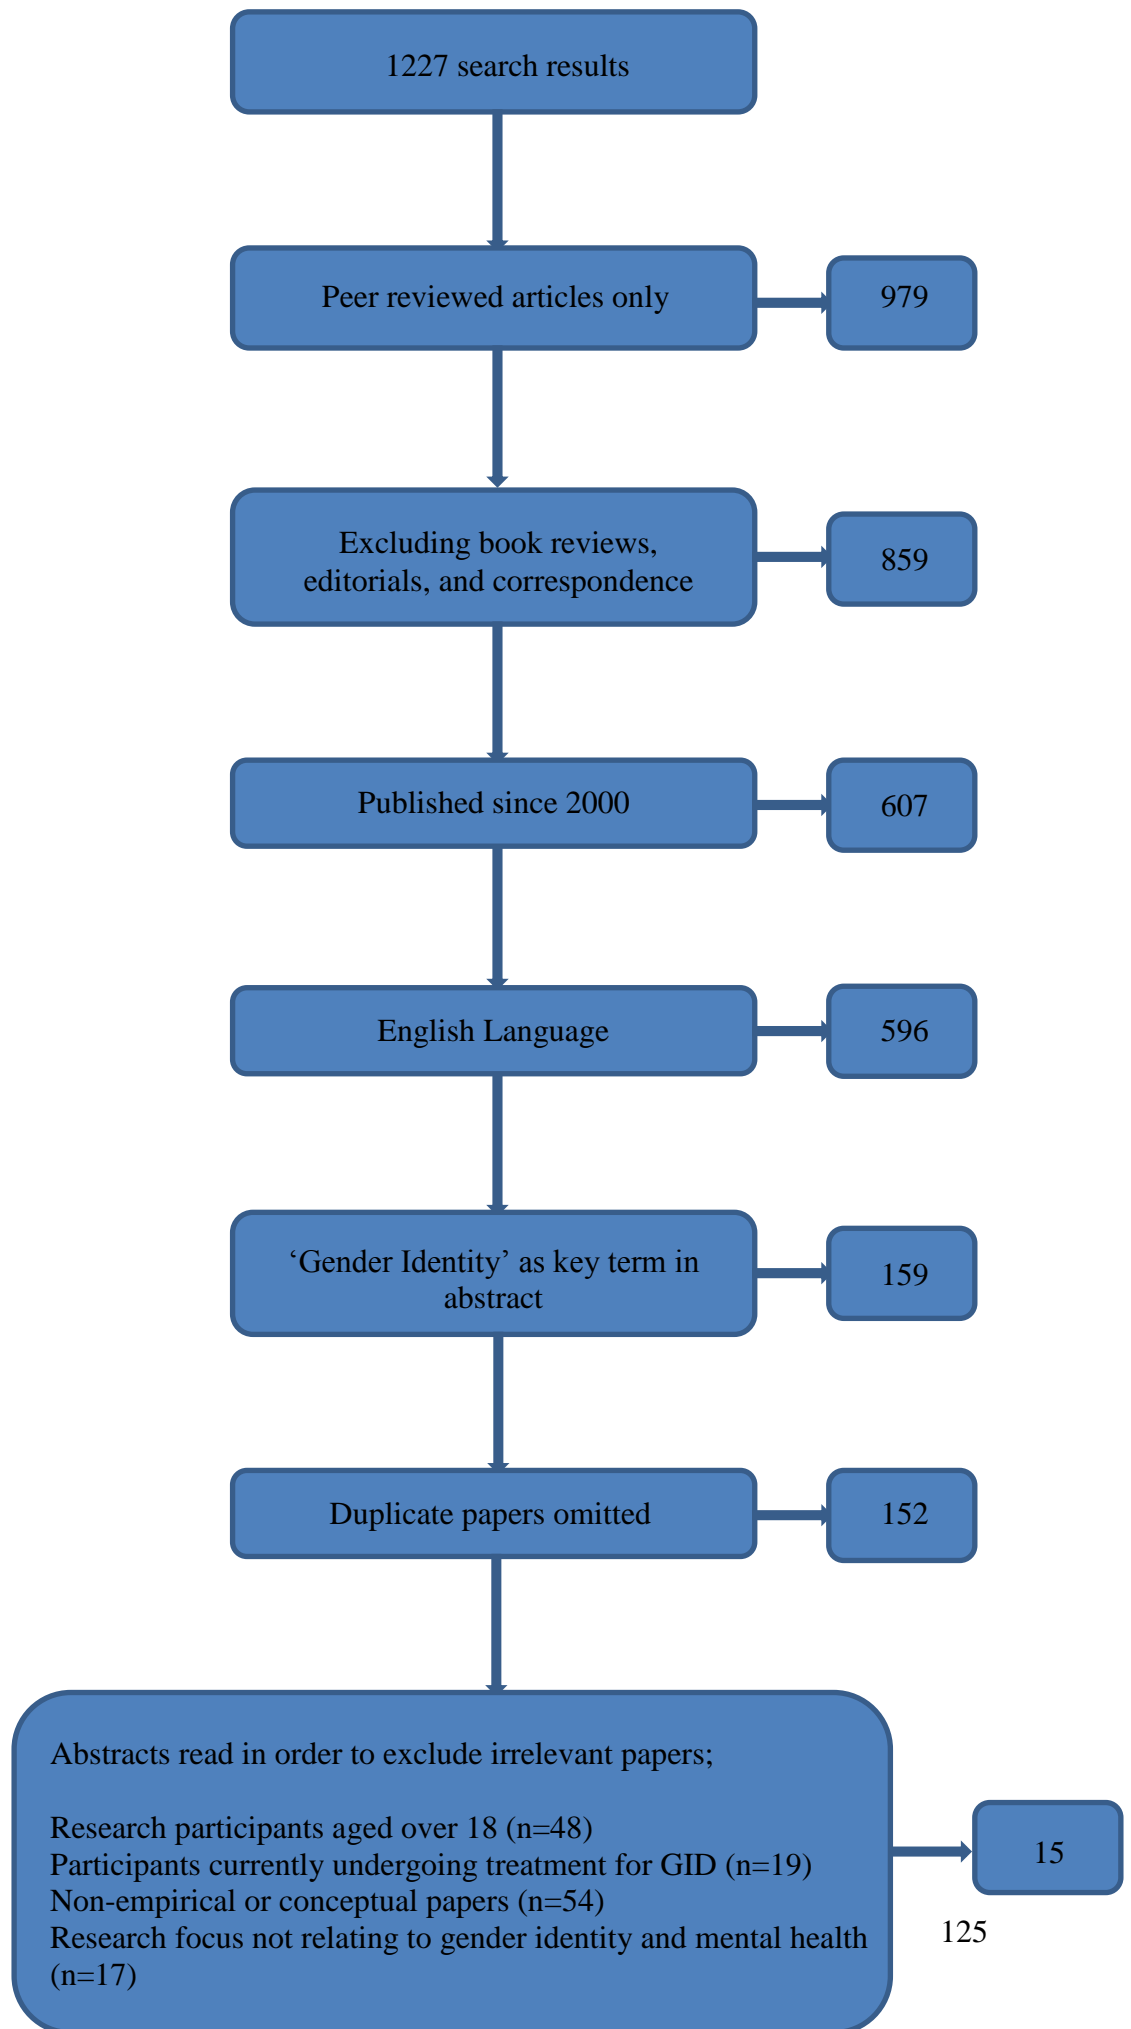 1227 search results
Peer reviewed articles only
979
Excluding book reviews,
editorials, and correspondence
859
Published since 2000
607
English Language
596
‘Gender Identity’ as key term in
abstract
159
Duplicate papers omitted
152
Abstracts read in order to exclude irrelevant papers;
Research participants aged over 18 (n=48)
Participants currently undergoing treatment for GID (n=19)
Non-empirical or conceptual papers (n=54)
Research focus not relating to gender identity and mental health
(n=17)
15
125